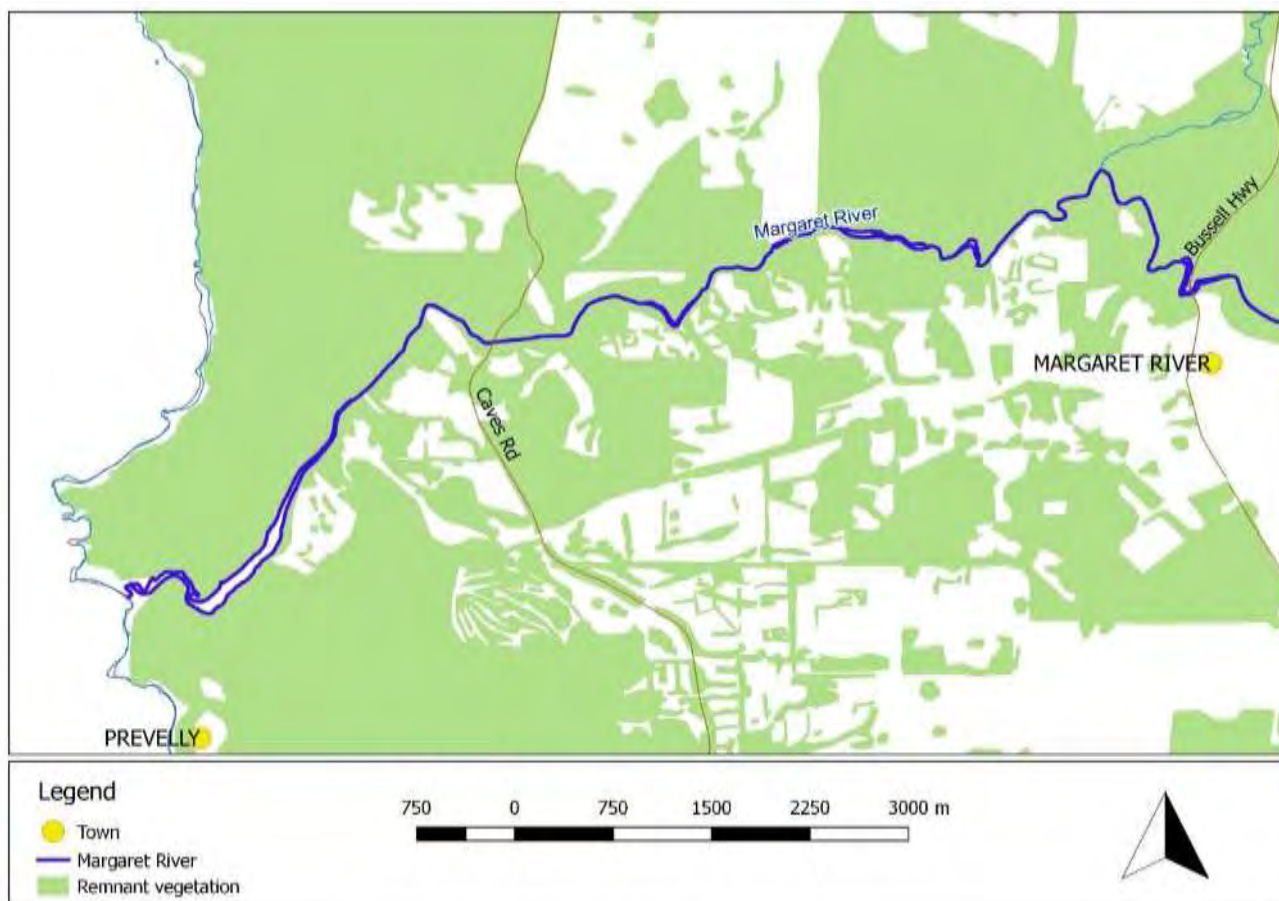 Margaret River
Bussell Hwy
MARGARET RIVER
Caves Rd
PREVELLY
Legend
Town
Margaret River
Remnant vegetation
750 0 750 1500 2250 3000 m